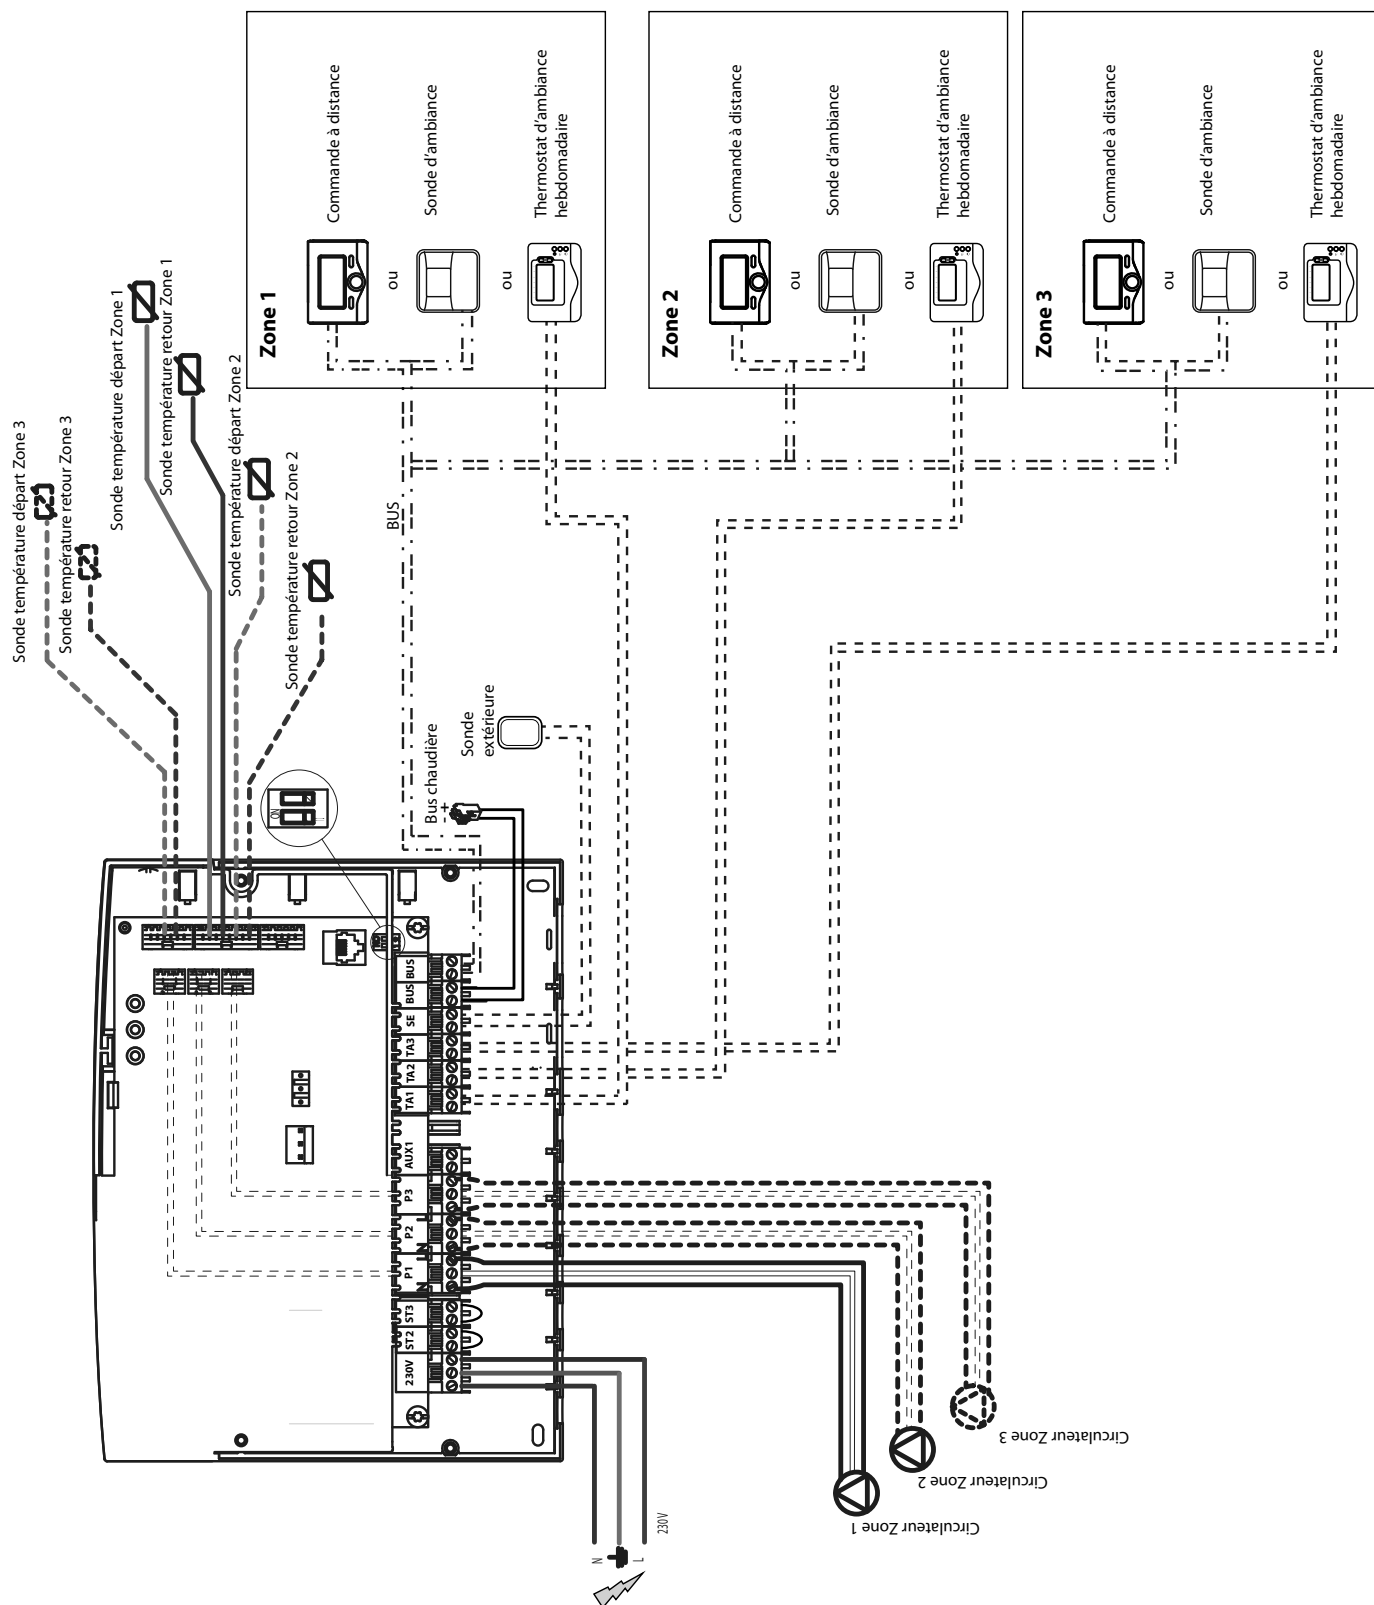 Sonde température départ Zone 3
Sonde température retour Zone 3
Sonde température départ Zone 1
Sonde température retour Zone 1
Sonde température départ Zone 2
Sonde température retour Zone 2
Zone 1
Commande à distance
ou
Sonde d'ambiance
ou
Thermostat d'ambiance
hebdomadaire
Zone 2
Commande à distance
ou
Sonde d'ambiance
ou
Thermostat d'ambiance
hebdomadaire
Zone 3
Commande à distance
ou
Sonde d'ambiance
ou
Thermostat d'ambiance
hebdomadaire
BUS
Sonde
extérieure
Bus chaudière
- +
ON
230V
ST2
ST3
P1
P2
P3
AUX1
TA1
TA2
TA3
SE
BUS
BUS
N
L
N
L
N
L
230V
Circulateur Zone 1
Circulateur Zone 2
Circulateur Zone 3